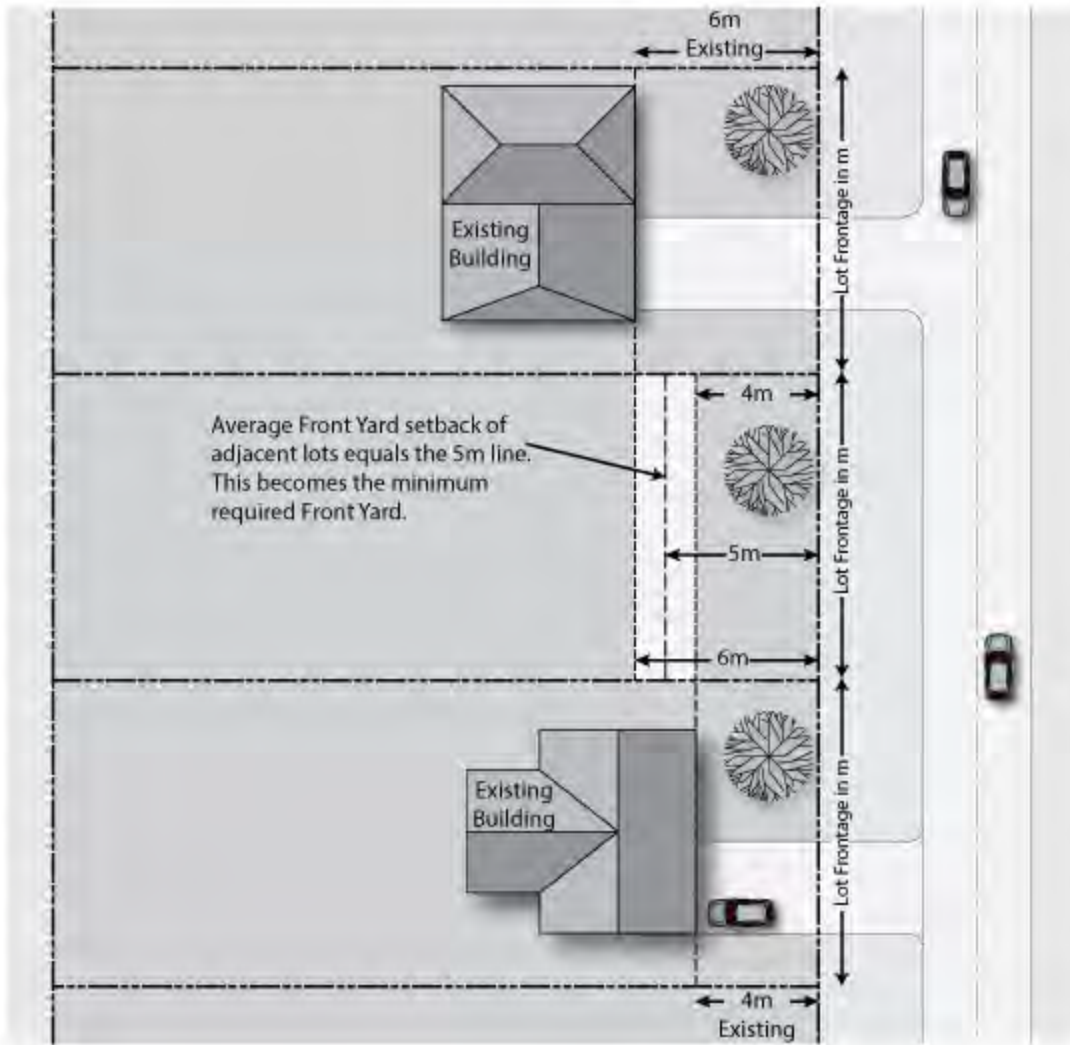 6m
Existing
Lot Frontage in m
Existing
Building
4m
Average Front Yard setback of
adjacent lots equals the 5m line.
This becomes the minimum
required Front Yard.
Lot Frontage in m
5m
6m
Existing
Building
Lot Frontage in m
4m
Existing